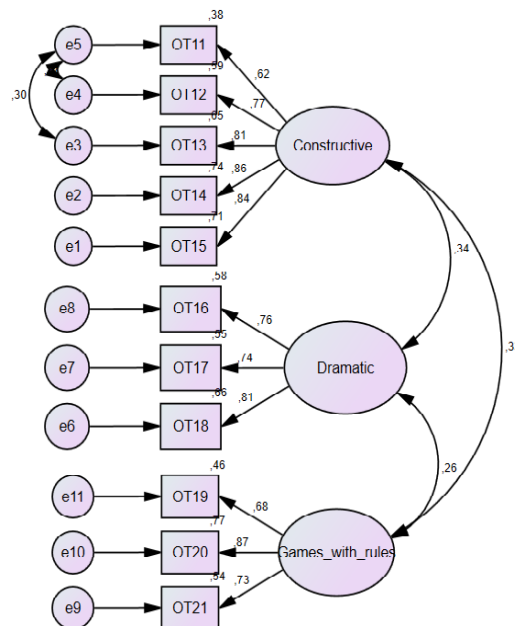 ,38
e5 OT11
,62
,59
e4 OT12
,77
,30
,65
e3 OT13
,81
Constructive
,74
e2 OT14
,86
,84
,71
e1 OT15
,34
,58
e8 OT16
,76
,55
e7 OT17
,74
Dramatic
,3
,66
e6 OT18
,81
,46
,26
e11 OT19
,68
,77
e10 OT20
,87
Games_with_rules
,54
,73
e9 OT21